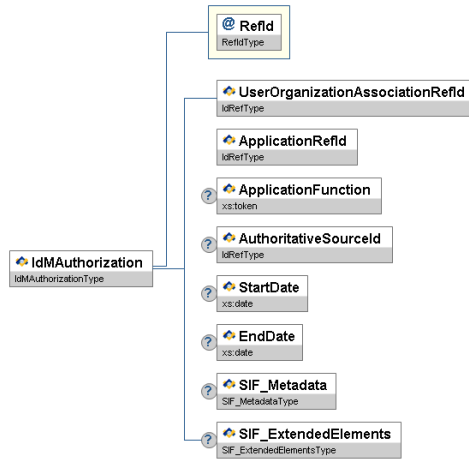 @ RefId
RefIdType
UserOrganizationAssociationRefId
IdRefType
ApplicationRefId
IdRefType
? ApplicationFunction
xs:token
? AuthoritativeSourceId
IdRefType
IdMAuthorization
IdMAuthorizationType
? StartDate
xs:date
? EndDate
xs:date
? SIF_Metadata
SIF_MetadataType
? SIF_ExtendedElements
SIF_ExtendedElementsType